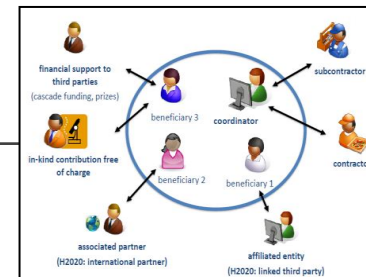 financial support to
third parties
(cascade funding, prizes)
subcontractor
beneficiary 3
coordinator
in-kind contribution free
of charge
contractor
beneficiary 2
beneficiary 1
associated partner
(H2020: international partner)
affiliated entity
(H2020: linked third party)